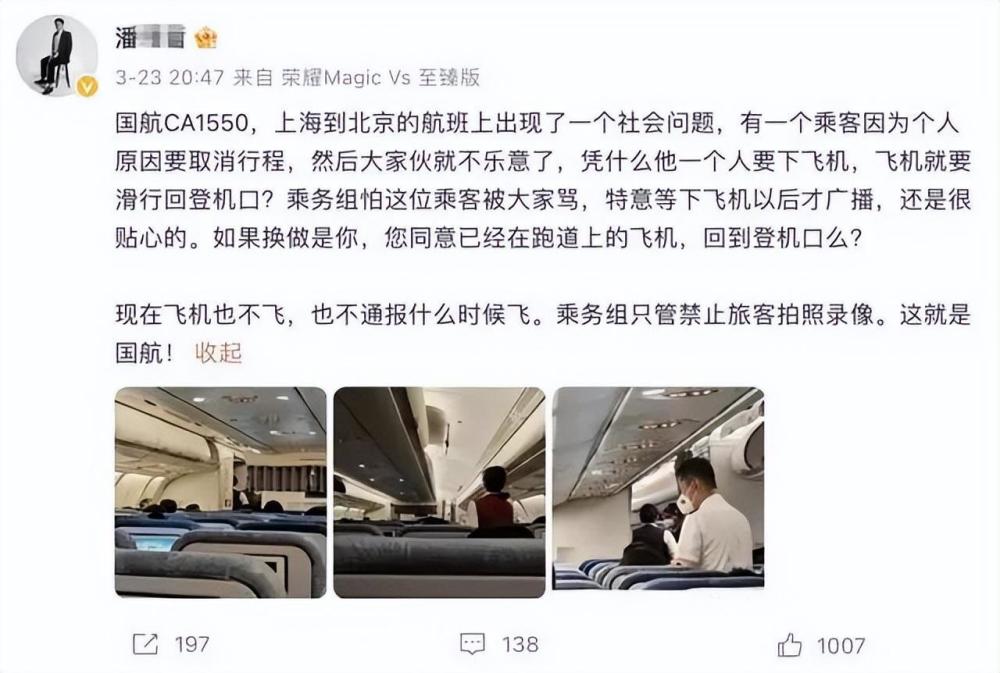 潘
3-23 20:47 来自 荣耀Magic Vs 至臻版
国航CA1550，上海到北京的航班上出现了一个社会问题，有一个乘客因为个人
原因要取消行程，然后大家伙就不乐意了，凭什么他一个人要下飞机，飞机就要
滑行回登机口？乘务组怕这位乘客被大家骂，特意等下飞机以后才广播，还是很
贴心的。如果换做是你，您同意已经在跑道上的飞机，回到登机口么？
现在飞机也不飞，也不通报什么时候飞。乘务组只管禁止旅客拍照录像。这就是
国航！ 收起
197
138
1007